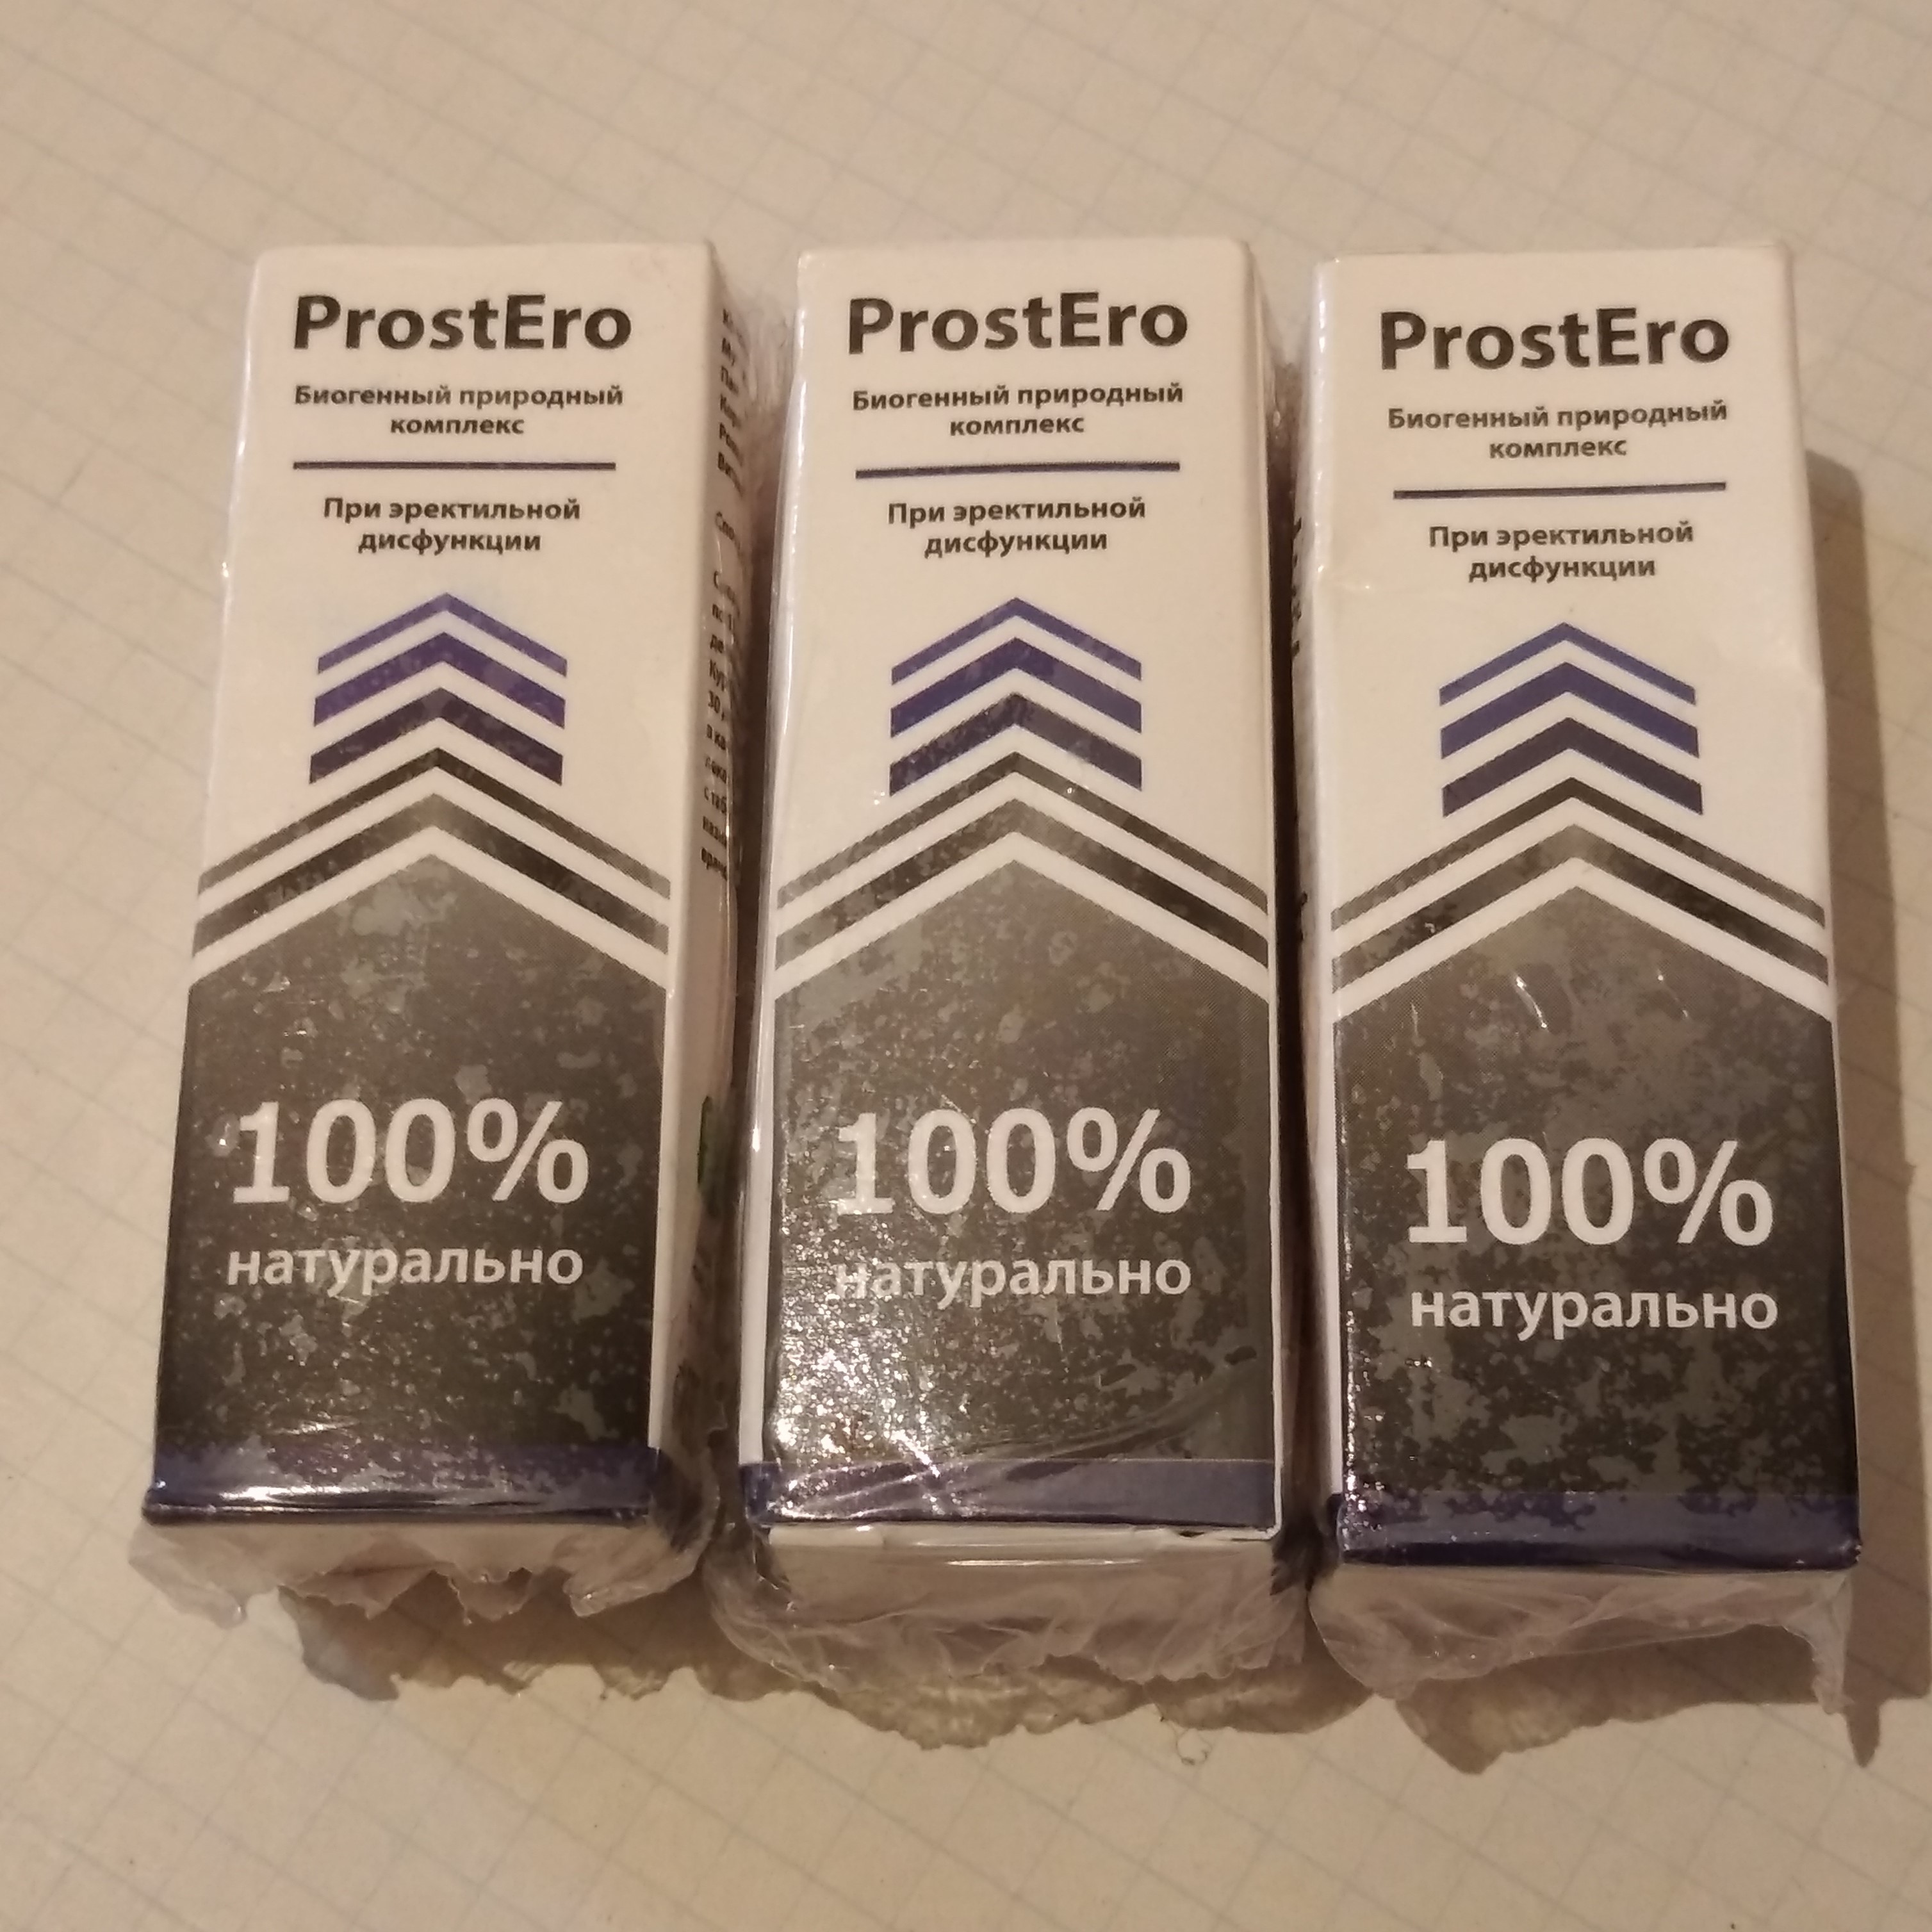 ProstEro
Биогенный природный
комплекс
При эректильной
дисфункции
100%
натурально
ProstEro
Биогенный природный
комплекс
При эректильной
дисфункции
100%
натурально
ProstEro
Биогенный природный
комплекс
При эректильной
дисфункции
100%
натурально